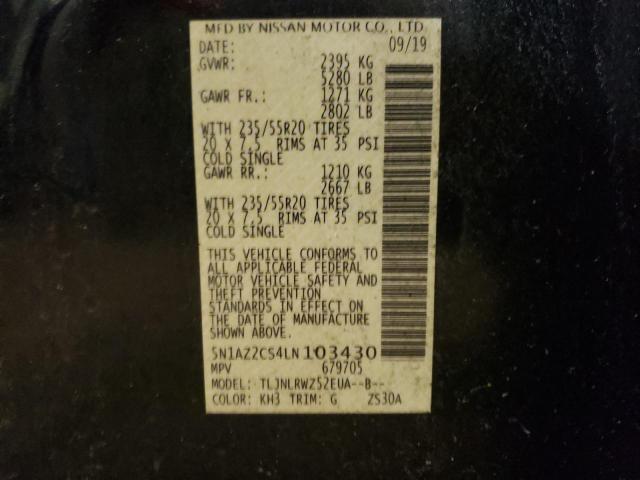 MFD BY NISSAN MOTOR CO., LTD
DATE: 09/19
GVWR: 2395 KG
5280 LB
GAWR FR.: 1271 KG
2802 LB
WITH 235/55R20 TIRES
20 X 7.5 RIMS AT 35 PSI
COLD SINGLE
GAWR RR.: 1210 KG
2667 LB
WITH 235/55R20 TIRES
20 X 7.5 RIMS AT 35 PSI
COLD SINGLE
THIS VEHICLE CONFORMS TO
ALL APPLICABLE FEDERAL
MOTOR VEHICLE SAFETY AND
THEFT PREVENTION
STANDARDS IN EFFECT ON
THE DATE OF MANUFACTURE
SHOWN ABOVE.
5N1AZ2CS4LN103430
MPV 679705
MODEL: TLJNLRWZ52EUA--B--
COLOR: KH3 TRIM: G ZS30A